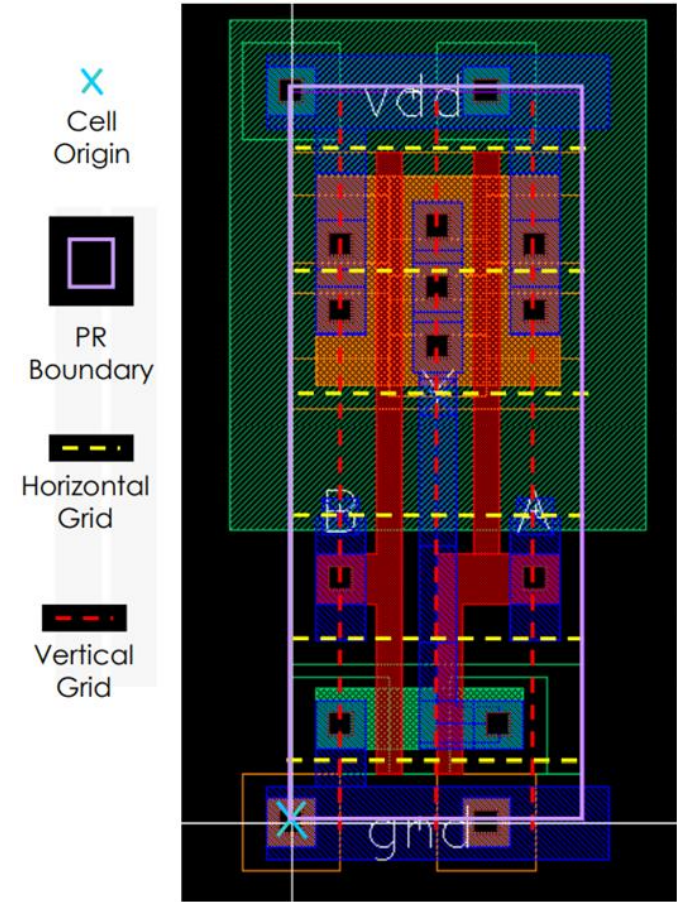 Cell
Origin
PR
Boundary
Horizontal
Grid
Vertical
Grid
vdd
Y
B
A
gnd